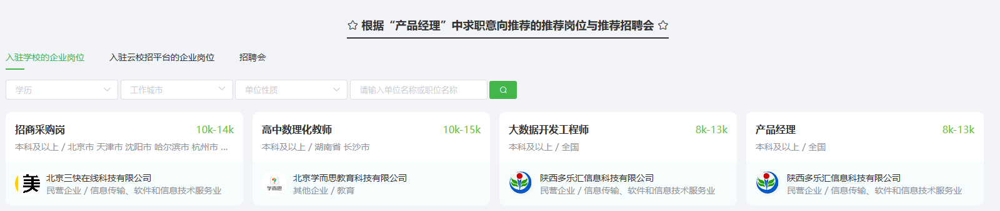 ☆ 根据“产品经理”中求职意向推荐的推荐岗位与推荐招聘会 ☆
入驻学校的企业岗位 入驻云校招平台的企业岗位 招聘会
学历 工作城市 单位性质 请输入单位名称或职位名称
招商采购岗 10k-14k
本科及以上 / 北京市 天津市 沈阳市 哈尔滨市 杭州市 ...
美 北京三快在线科技有限公司
民营企业 / 信息传输、软件和信息技术服务业
高中数理化教师 10k-15k
本科及以上 / 湖南省 长沙市
学而思 北京学而思教育科技有限公司
其他企业 / 教育
大数据开发工程师 8k-13k
本科及以上 / 全国
陕西多乐汇信息科技有限公司
民营企业 / 信息传输、软件和信息技术服务业
产品经理 8k-13k
本科及以上 / 全国
陕西多乐汇信息科技有限公司
民营企业 / 信息传输、软件和信息技术服务业